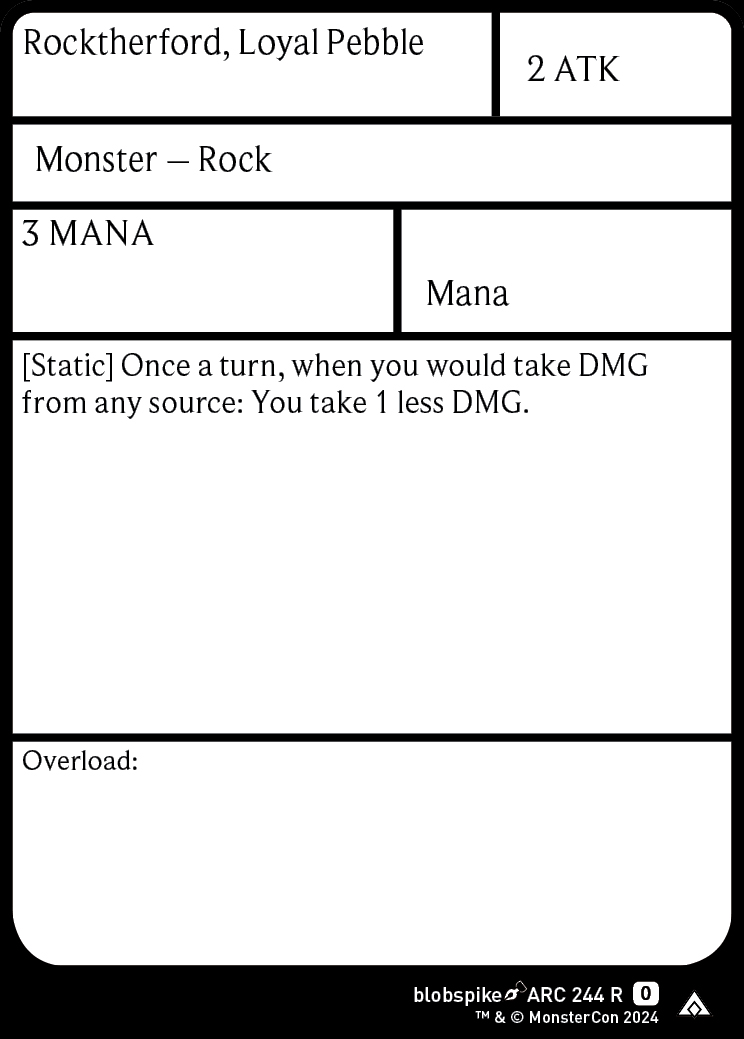 Rocktherford, Loyal Pebble
2 ATK
Monster – Rock
3 MANA
Mana
[Static] Once a turn, when you would take DMG
from any source: You take 1 less DMG.
Overload:
blobspike ARC 244 R 0
™ & © MonsterCon 2024